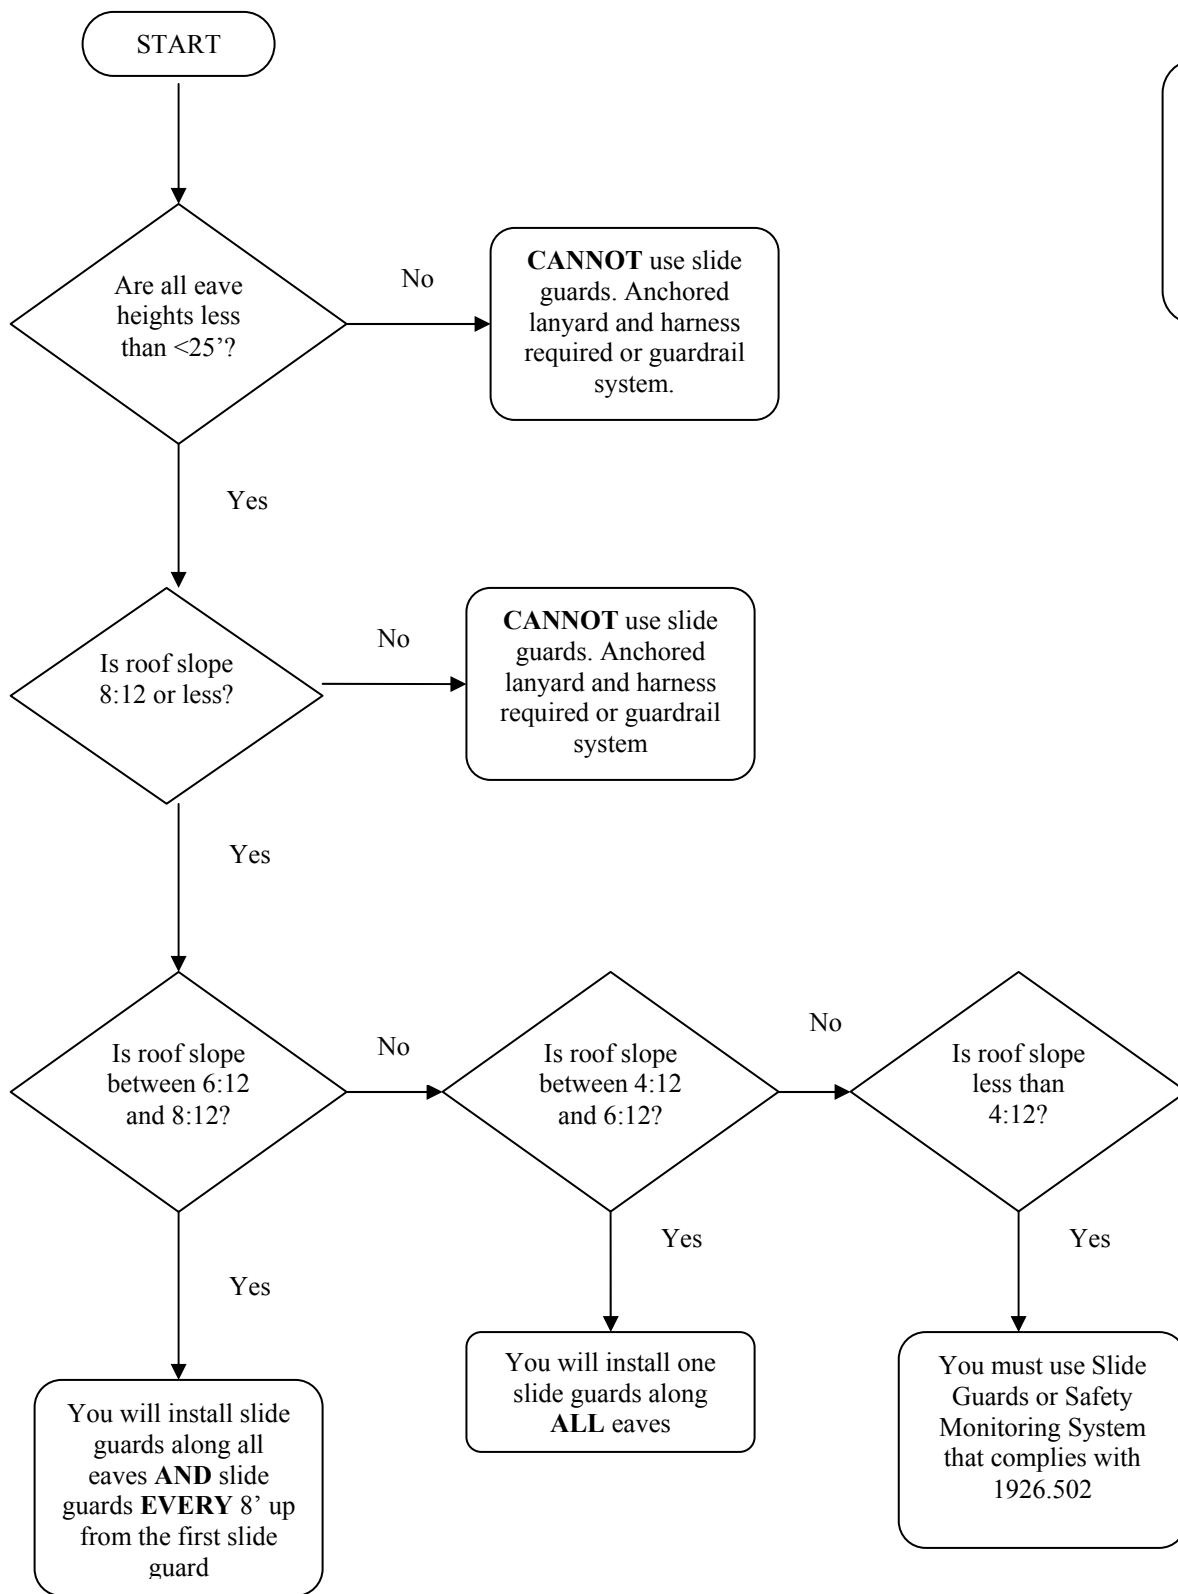 START
Are all eave
heights less
than <25’?
No
CANNOT use slide
guards. Anchored
lanyard and harness
required or guardrail
system.
Yes
Is roof slope
8:12 or less?
No
CANNOT use slide
guards. Anchored
lanyard and harness
required or guardrail
system
Yes
Is roof slope
between 6:12
and 8:12?
No
Is roof slope
between 4:12
and 6:12?
No
Is roof slope
less than
4:12?
Yes
You will install slide
guards along all
eaves AND slide
guards EVERY 8’ up
from the first slide
guard
Yes
You will install one
slide guards along
ALL eaves
Yes
You must use Slide
Guards or Safety
Monitoring System
that complies with
1926.502